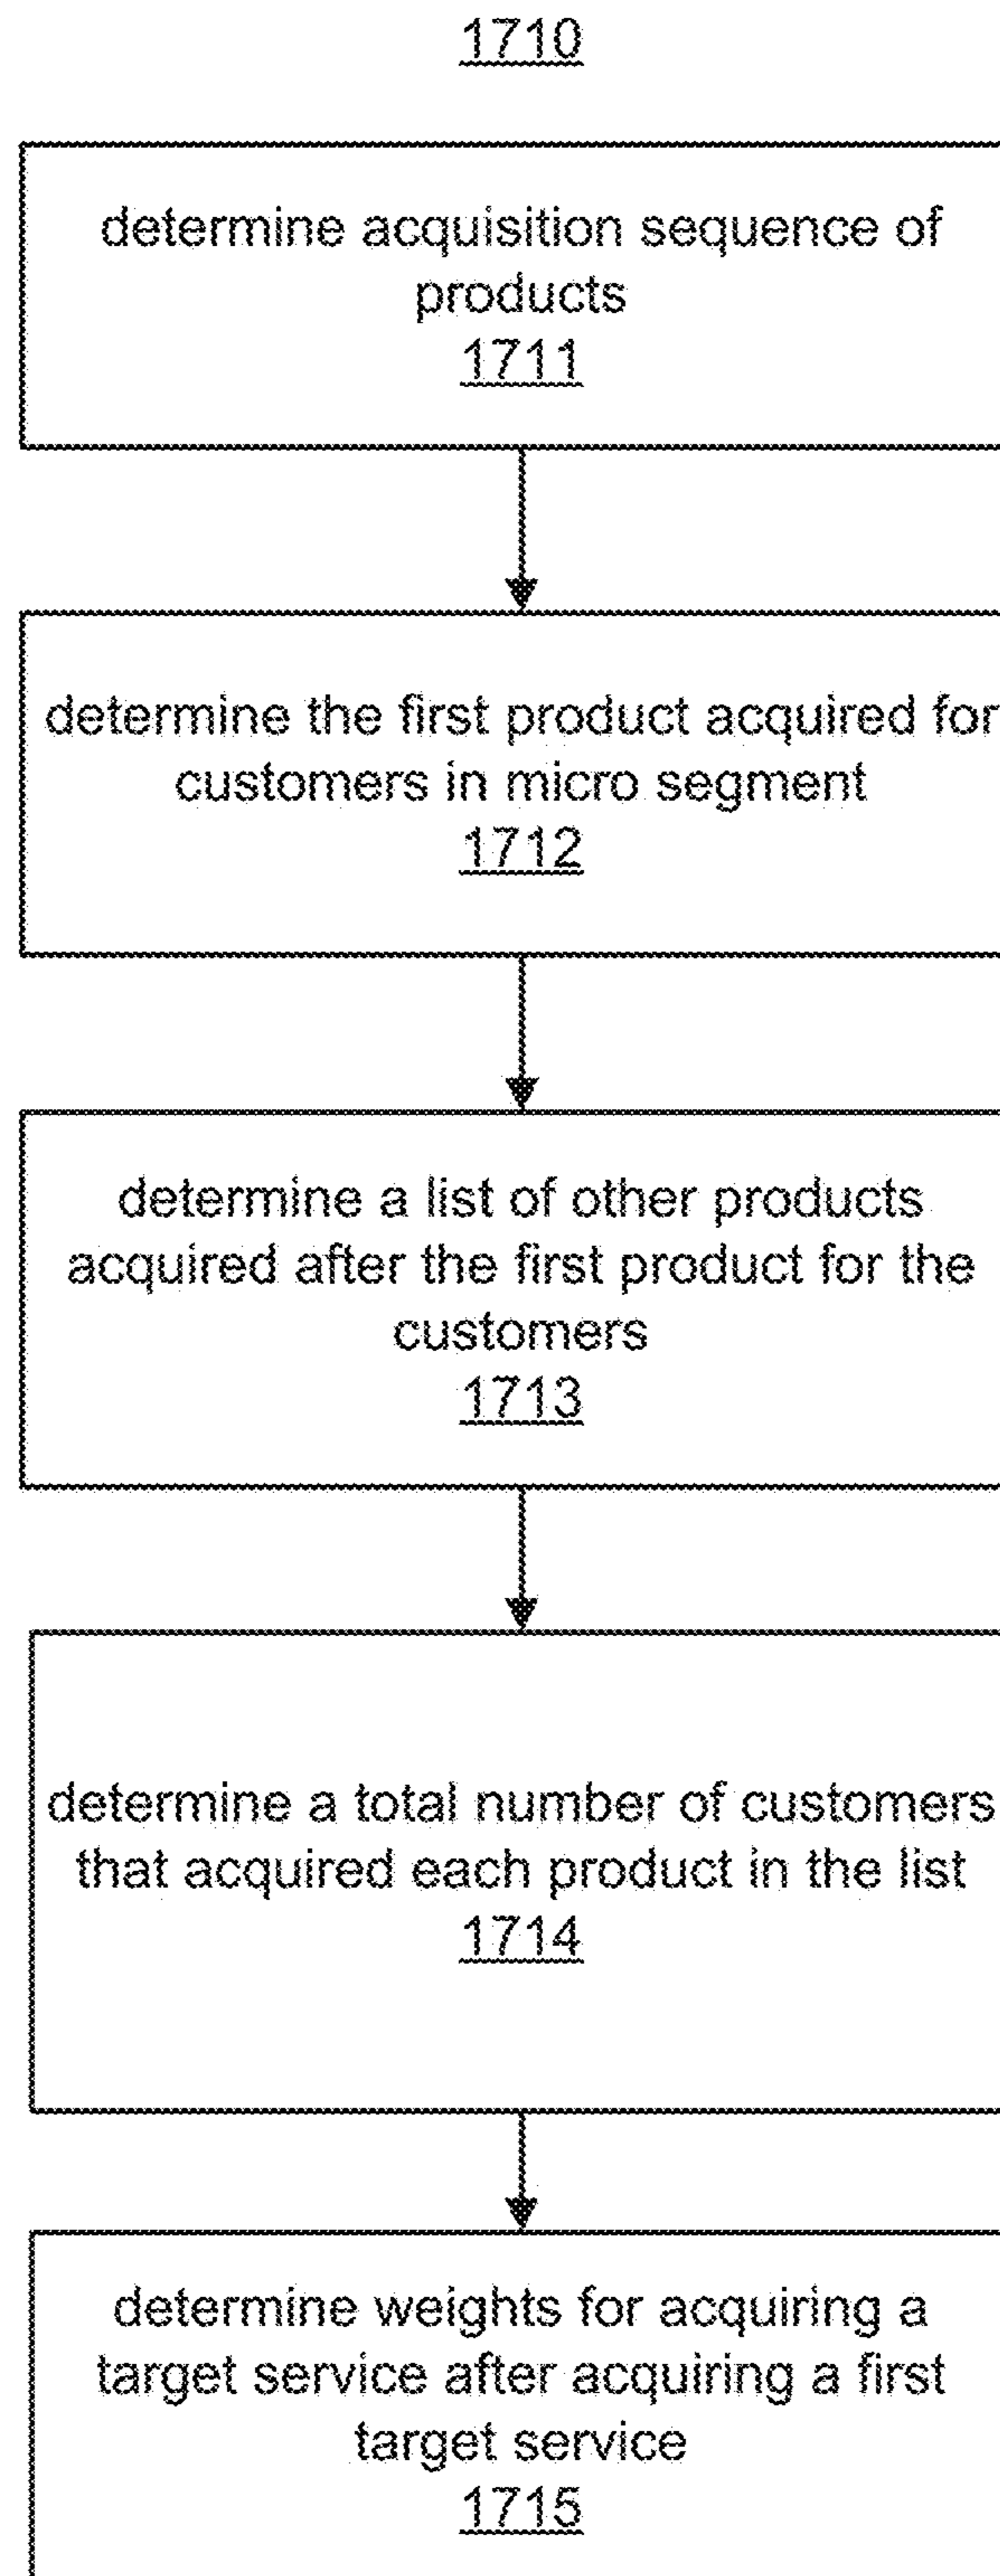 1710
determine acquisition sequence of
products
1711
determine the first product acquired for
customers in micro segment
1712
determine a list of other products
acquired after the first product for the
customers
1713
determine a total number of customers
that acquired each product in the list
1714
determine weights for acquiring a
target service after acquiring a first
target service
1715